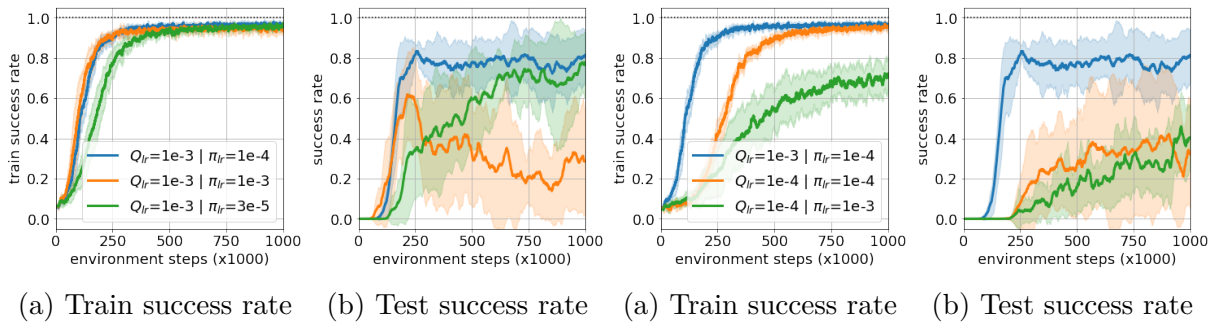 train success rate
1.0
0.8
0.6
0.4
0.2
0.0
Q_lr=1e-3 | π_lr=1e-4
Q_lr=1e-3 | π_lr=1e-3
Q_lr=1e-3 | π_lr=3e-5
0 250 500 750 1000
environment steps (x1000)
(a) Train success rate
success rate
1.0
0.8
0.6
0.4
0.2
0.0
0 250 500 750 1000
environment steps (x1000)
(b) Test success rate
train success rate
1.0
0.8
0.6
0.4
0.2
0.0
Q_lr=1e-3 | π_lr=1e-4
Q_lr=1e-4 | π_lr=1e-4
Q_lr=1e-4 | π_lr=1e-3
0 250 500 750 1000
environment steps (x1000)
(a) Train success rate
success rate
1.0
0.8
0.6
0.4
0.2
0.0
0 250 500 750 1000
environment steps (x1000)
(b) Test success rate